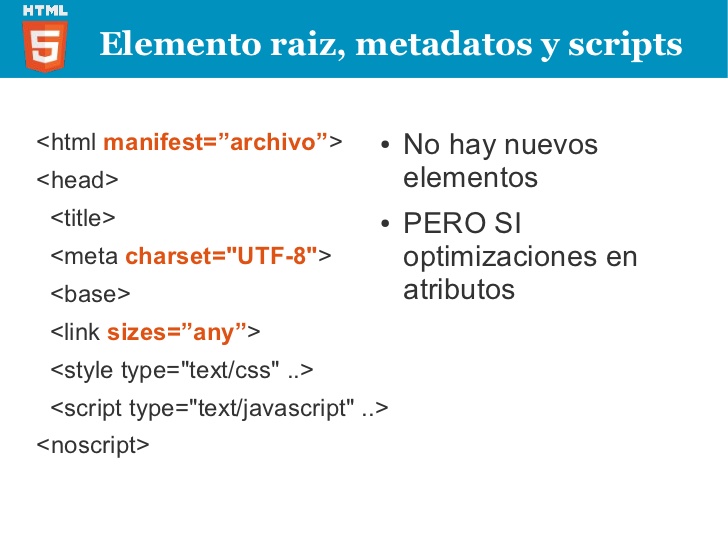 HTML
5
Elemento raiz, metadatos y scripts
<html manifest=”archivo”>
<head>
<title>
<meta charset="UTF-8">
<base>
<link sizes=”any”>
<style type="text/css" ..>
<script type="text/javascript" ..>
<noscript>
• No hay nuevos
elementos
• PERO SI
optimizaciones en
atributos